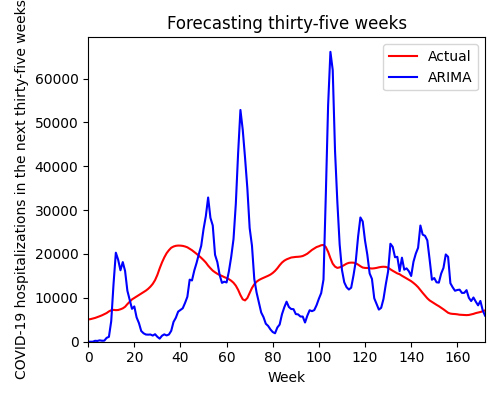 Forecasting thirty-five weeks
COVID-19 hospitalizations in the next thirty-five weeks
Actual
ARIMA
60000
50000
40000
30000
20000
10000
0
0 20 40 60 80 100 120 140 160
Week